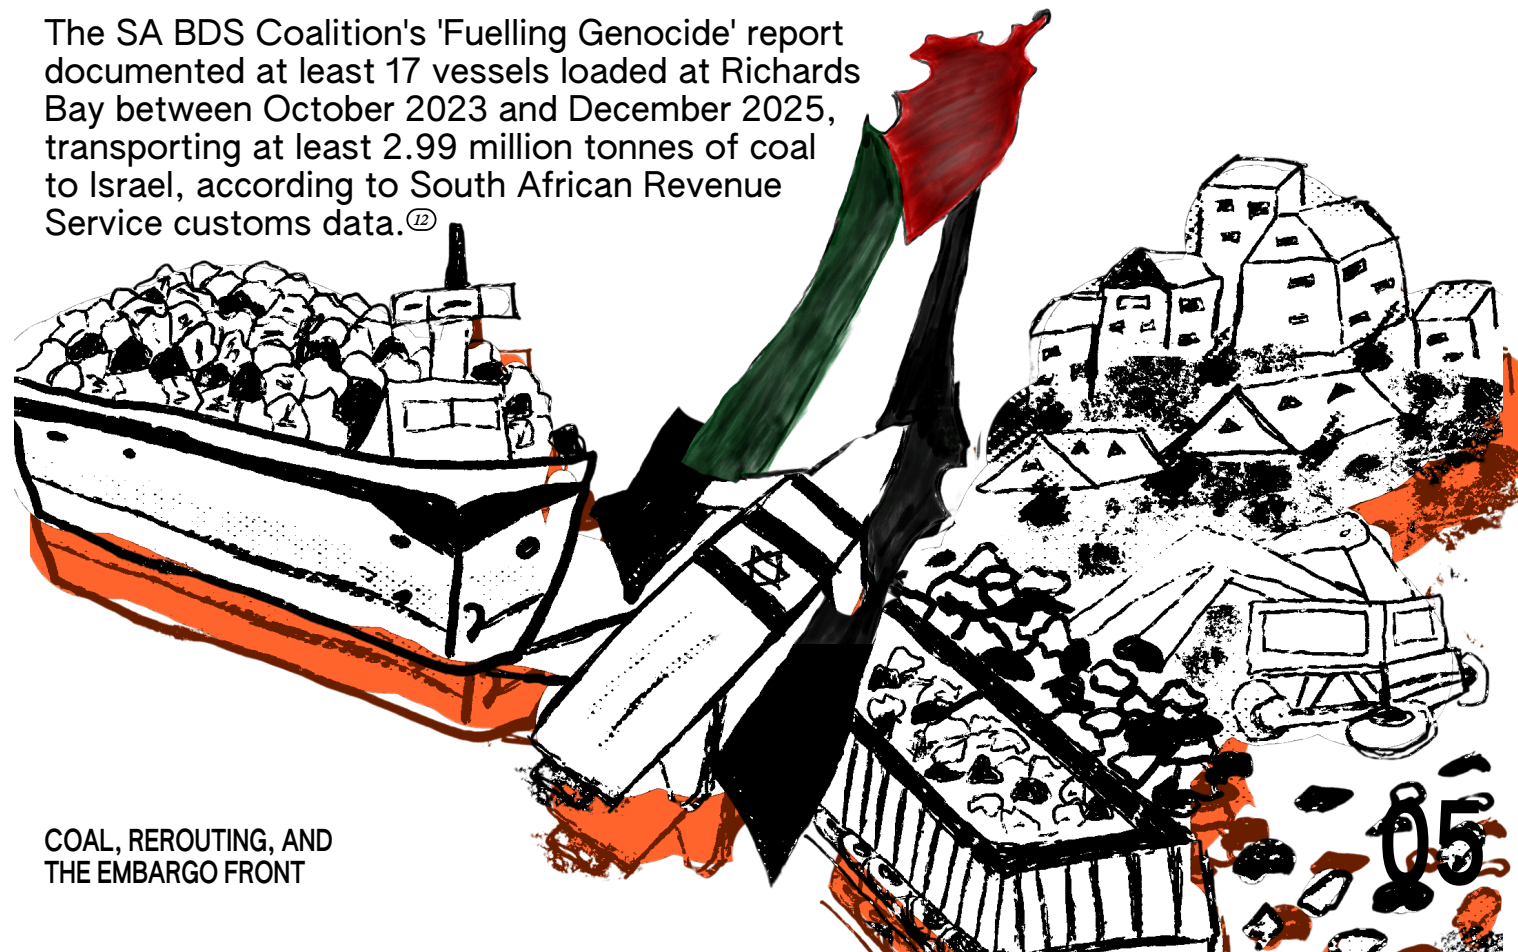 The SA BDS Coalition's 'Fuelling Genocide' report
documented at least 17 vessels loaded at Richards
Bay between October 2023 and December 2025,
transporting at least 2.99 million tonnes of coal
to Israel, according to South African Revenue
Service customs data.⑫
COAL, REROUTING, AND
THE EMBARGO FRONT
05